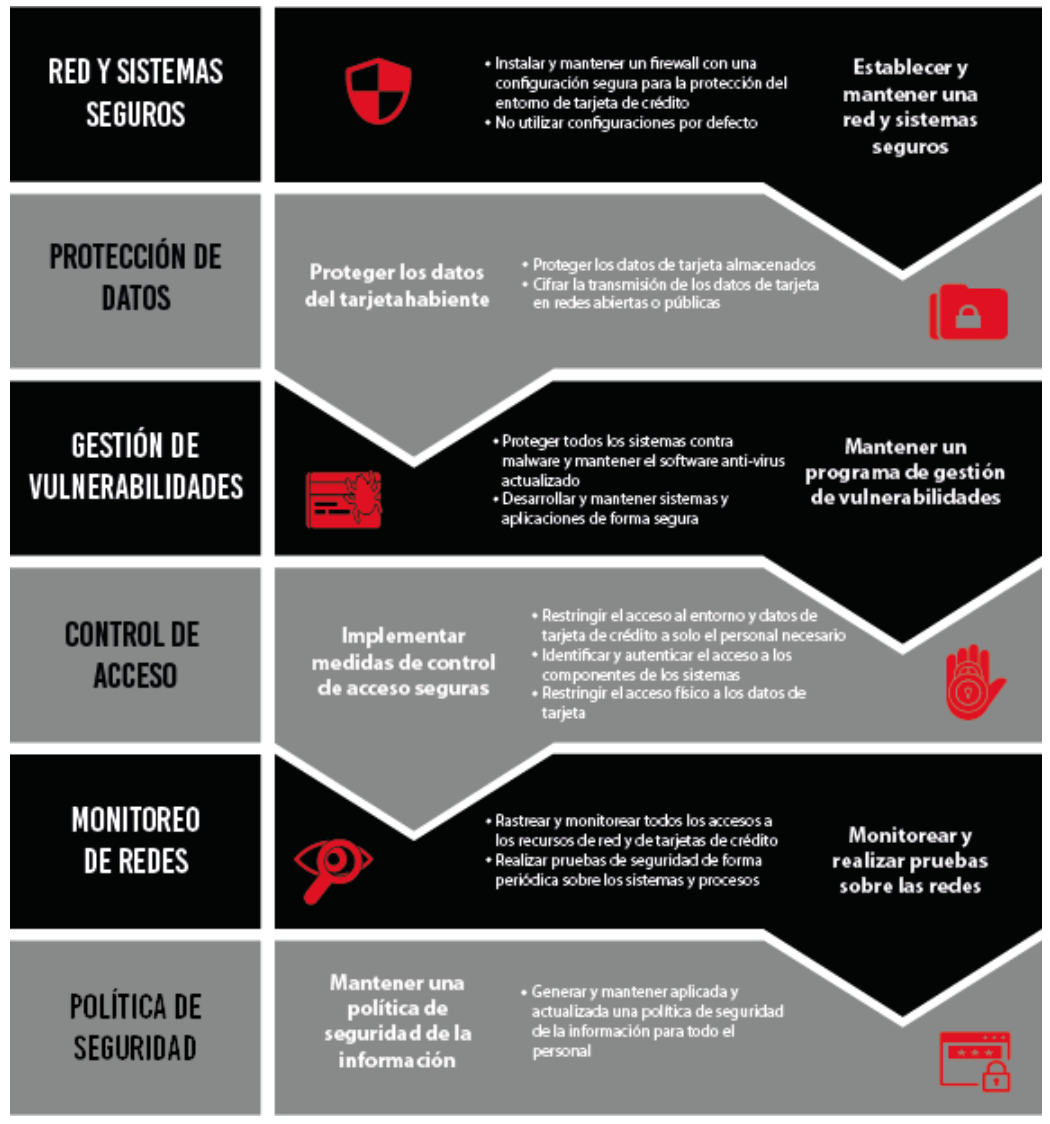 RED Y SISTEMAS
SEGUROS
• Instalar y mantener un firewall con una
configuración segura para la protección del
entorno de tarjeta de crédito
• No utilizar configuraciones por defecto
Establecer y
mantener una
red y sistemas
seguros
PROTECCIÓN DE
DATOS
Proteger los datos
del tarjetahabiente
• Proteger los datos de tarjeta almacenados
• Cifrar la transmisión de los datos de tarjeta
en redes abiertas o públicas
GESTIÓN DE
VULNERABILIDADES
• Proteger todos los sistemas contra
malware y mantener el software anti-virus
actualizado
• Desarrollar y mantener sistemas y
aplicaciones de forma segura
Mantener un
programa de gestión
de vulnerabilidades
CONTROL DE
ACCESO
Implementar
medidas de control
de acceso seguras
• Restringir el acceso al entorno y datos de
tarjeta de crédito a solo el personal necesario
• Identificar y autenticar el acceso a los
componentes de los sistemas
• Restringir el acceso físico a los datos de
tarjeta
MONITOREO
DE REDES
• Rastrear y monitorear todos los accesos a
los recursos de red y de tarjetas de crédito
• Realizar pruebas de seguridad de forma
periódica sobre los sistemas y procesos
Monitorear y
realizar pruebas
sobre las redes
POLÍTICA DE
SEGURIDAD
Mantener una
política de
seguridad de la
información
• Generar y mantener aplicada y
actualizada una política de seguridad
de la información para todo el
personal